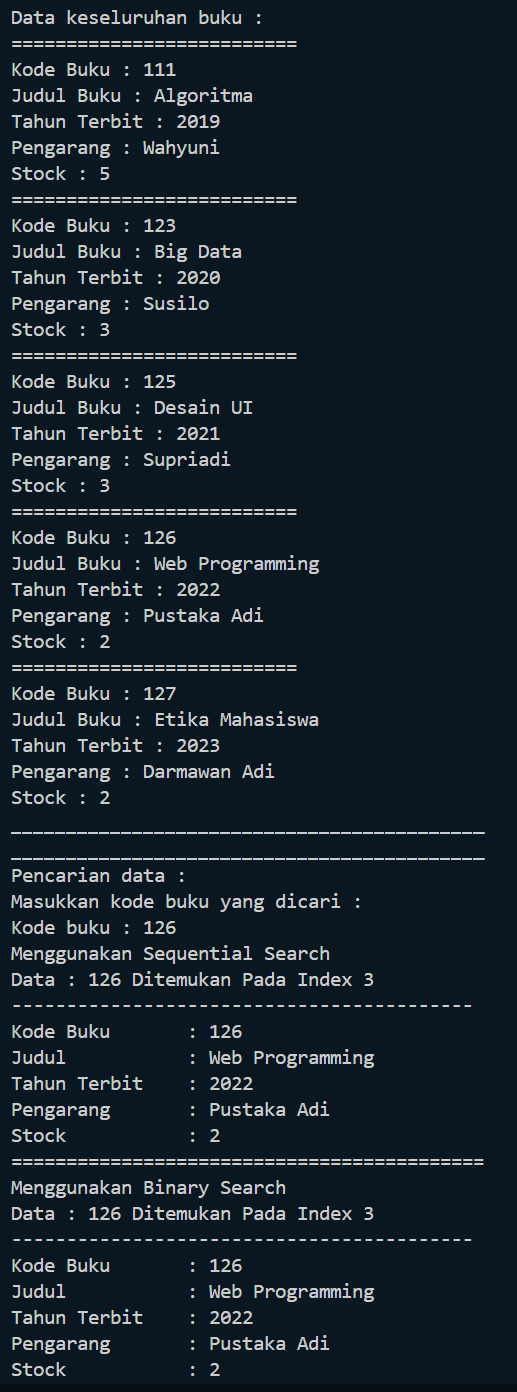 Data keseluruhan buku :
==========================
Kode Buku : 111
Judul Buku : Algoritma
Tahun Terbit : 2019
Pengarang : Wahyuni
Stock : 5
==========================
Kode Buku : 123
Judul Buku : Big Data
Tahun Terbit : 2020
Pengarang : Susilo
Stock : 3
==========================
Kode Buku : 125
Judul Buku : Desain UI
Tahun Terbit : 2021
Pengarang : Supriadi
Stock : 3
==========================
Kode Buku : 126
Judul Buku : Web Programming
Tahun Terbit : 2022
Pengarang : Pustaka Adi
Stock : 2
==========================
Kode Buku : 127
Judul Buku : Etika Mahasiswa
Tahun Terbit : 2023
Pengarang : Darmawan Adi
Stock : 2
___________________________________________
___________________________________________
Pencarian data :
Masukkan kode buku yang dicari :
Kode buku : 126
Menggunakan Sequential Search
Data : 126 Ditemukan Pada Index 3
------------------------------------------
Kode Buku       : 126
Judul           : Web Programming
Tahun Terbit    : 2022
Pengarang       : Pustaka Adi
Stock           : 2
===========================================
Menggunakan Binary Search
Data : 126 Ditemukan Pada Index 3
------------------------------------------
Kode Buku       : 126
Judul           : Web Programming
Tahun Terbit    : 2022
Pengarang       : Pustaka Adi
Stock           : 2